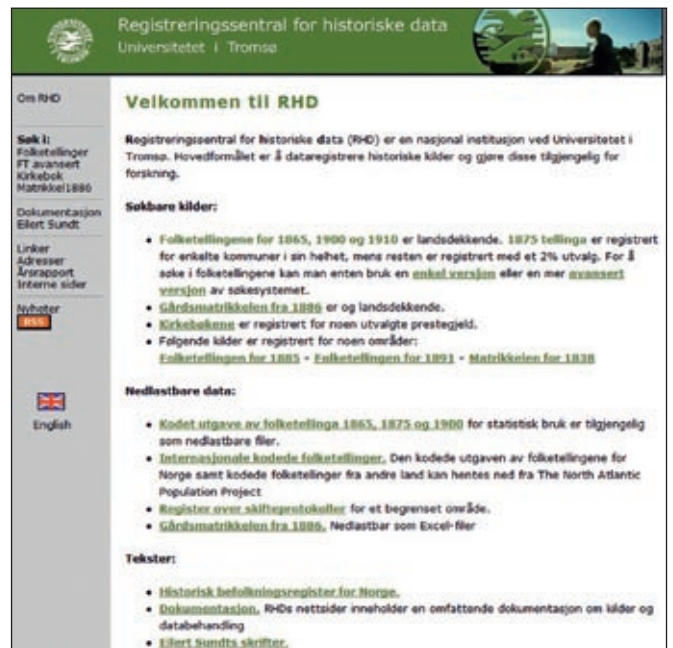 Registreringssentral for historiske data
Universitetet i Tromsø
Om RHD
Søk i:
Folketellinger
FT avansert
Kirkebok
Matrikkel1886
Dokumentasjon
Eilert Sundt
Linker
Adresser
Årsrapport
Interne sider
Nyheter
RSS
English
Velkommen til RHD
Registreringssentral for historiske data (RHD) er en nasjonal institusjon ved Universitetet i
Tromsø. Hovedformålet er å dataregistrere historiske kilder og gjøre disse tilgjengelig for
forskning.
Søkbare kilder:
• Folketellingene for 1865, 1900 og 1910 er landsdekkende. 1875 tellinga er registrert
for enkelte kommuner i sin helhet, mens resten er registrert med et 2% utvalg. For å
søke i folketellingene kan man enten bruk en enkel versjon eller en mer avansert
versjon av søkesystemet.
• Gårdsmatrikkelen fra 1886 er og landsdekkende.
• Kirkebøkene er registrert for noen utvalgte prestegjeld.
• Følgende kilder er registrert for noen områder:
Folketellingen for 1885 - Folketellingen for 1891 - Matrikkelen for 1838
Nedlastbare data:
• Kodet utgave av folketellinga 1865, 1875 og 1900 for statistisk bruk er tilgjengelig
som nedlastbare filer.
• Internasjonale kodede folketellinger. Den kodede utgaven av folketellingene for
Norge samt kodede folketellinger fra andre land kan hentes ned fra The North Atlantic
Population Project
• Register over skifteprotokoller for et begrenset område.
• Gårdsmatrikkelen fra 1886. Nedlastbar som Excel-filer
Tekster:
• Historisk befolkningsregister for Norge.
• Dokumentasjon. RHDs nettsider inneholder en omfattende dokumentasjon om kilder og
databehandling
• Eilert Sundts skrifter.